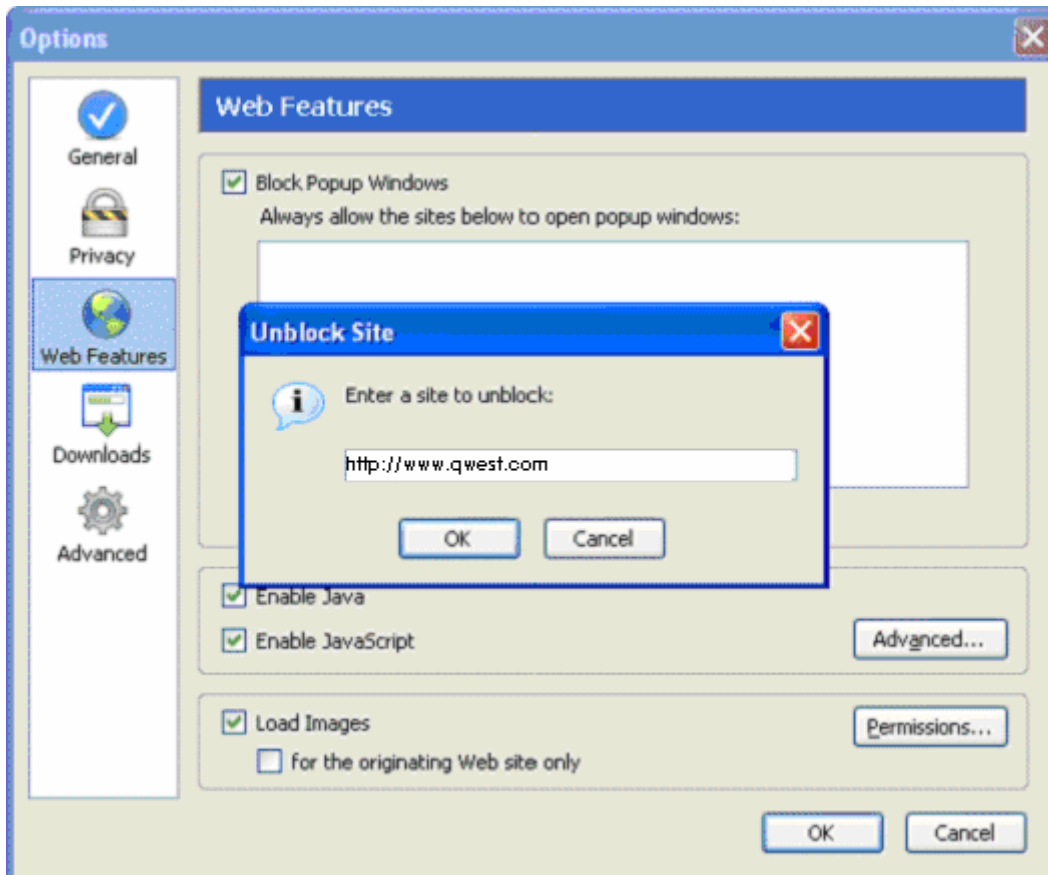 Options
General
Privacy
Web Features
Downloads
Advanced
Web Features
Block Popup Windows
Always allow the sites below to open popup windows:
Unblock Site
Enter a site to unblock:
http://www.qwest.com
OK
Cancel
Enable Java
Enable JavaScript
Advanced...
Load Images
Permissions...
for the originating Web site only
OK
Cancel